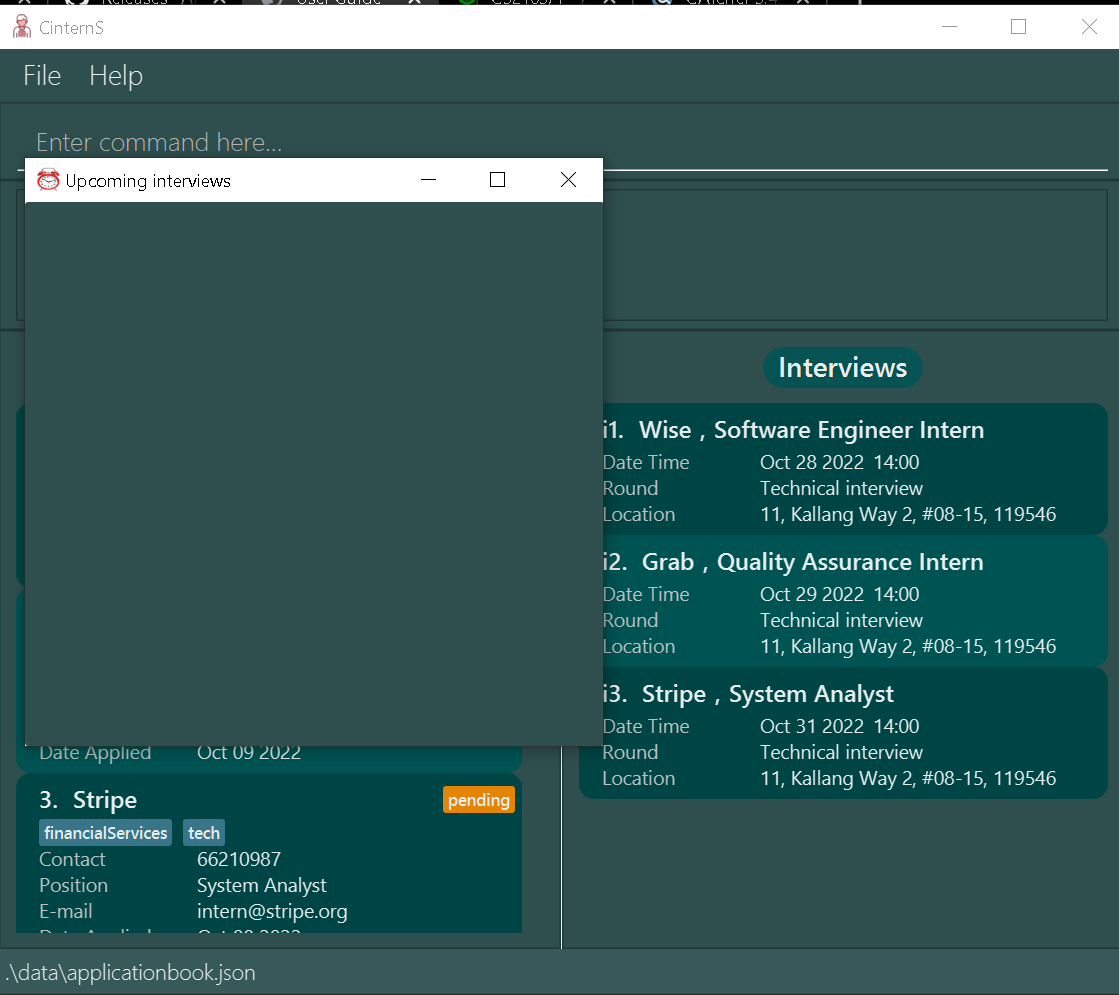 CinternS
File Help
Enter command here...
Upcoming interviews
Interviews
i1. Wise , Software Engineer Intern
Date Time Oct 28 2022 14:00
Round Technical interview
Location 11, Kallang Way 2, #08-15, 119546
i2. Grab , Quality Assurance Intern
Date Time Oct 29 2022 14:00
Round Technical interview
Location 11, Kallang Way 2, #08-15, 119546
i3. Stripe , System Analyst
Date Time Oct 31 2022 14:00
Round Technical interview
Location 11, Kallang Way 2, #08-15, 119546
Date Applied Oct 09 2022
3. Stripe pending
financialServices tech
Contact 66210987
Position System Analyst
E-mail intern@stripe.org
.\data\applicationbook.json